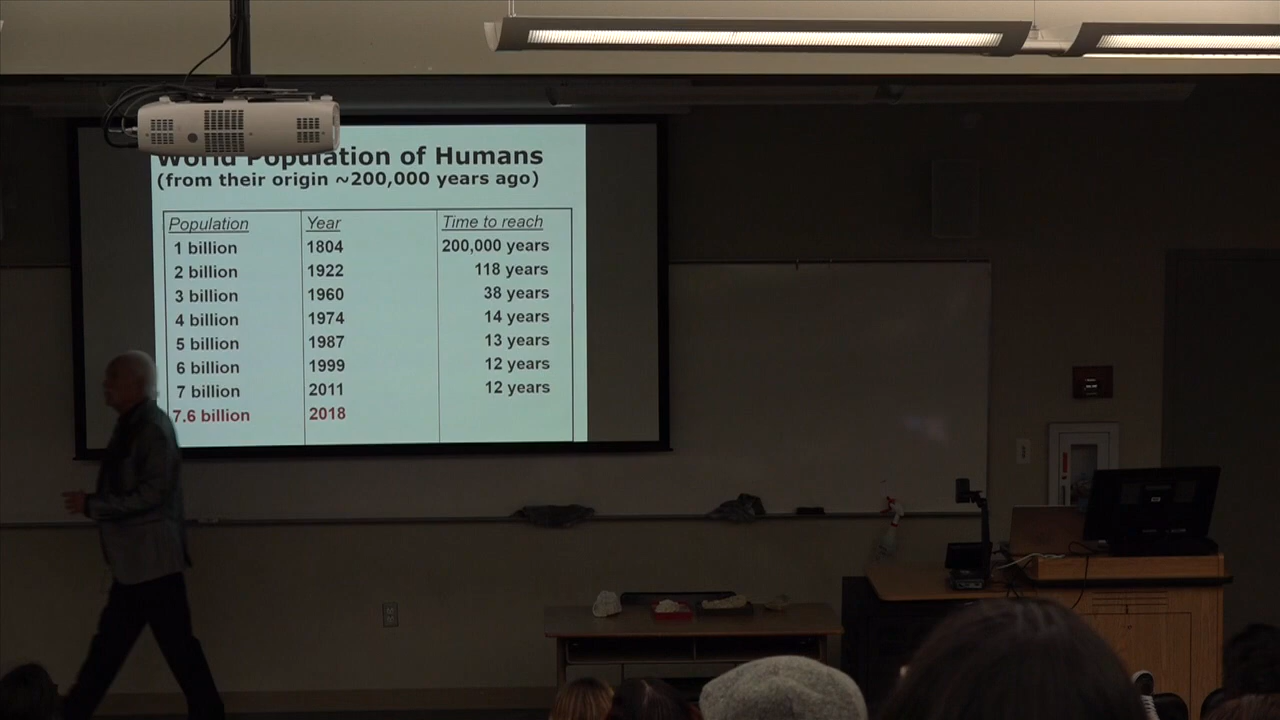 World Population of Humans
(from their origin ~200,000 years ago)
Population Year Time to reach
1 billion 1804 200,000 years
2 billion 1922 118 years
3 billion 1960 38 years
4 billion 1974 14 years
5 billion 1987 13 years
6 billion 1999 12 years
7 billion 2011 12 years
7.6 billion 2018